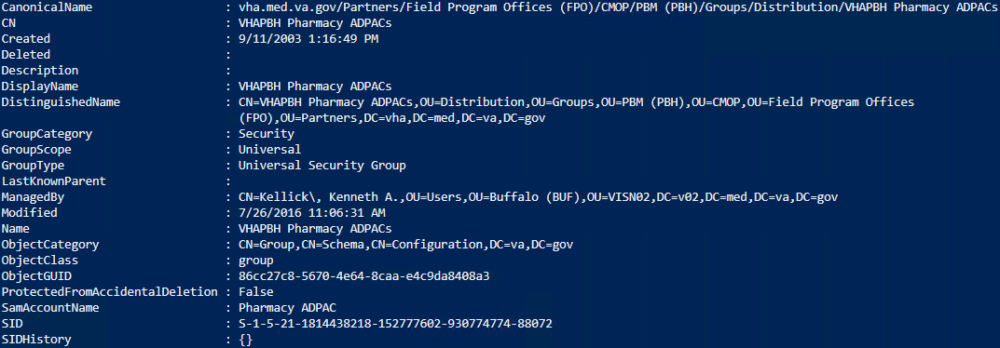 CanonicalName : vha.med.va.gov/Partners/Field Program Offices (FPO)/CMOP/PBM (PBH)/Groups/Distribution/VHAPBH Pharmacy ADPACs
CN : VHAPBH Pharmacy ADPACs
Created : 9/11/2003 1:16:49 PM
Deleted :
Description :
DisplayName : VHAPBH Pharmacy ADPACs
DistinguishedName : CN=VHAPBH Pharmacy ADPACs,OU=Distribution,OU=Groups,OU=PBM (PBH),OU=CMOP,OU=Field Program Offices
(FPO),OU=Partners,DC=vha,DC=med,DC=va,DC=gov
GroupCategory : Security
GroupScope : Universal
GroupType : Universal Security Group
LastKnownParent :
ManagedBy : CN=Kellick\, Kenneth A.,OU=Users,OU=Buffalo (BUF),OU=VISN02,DC=v02,DC=med,DC=va,DC=gov
Modified : 7/26/2016 11:06:31 AM
Name : VHAPBH Pharmacy ADPACs
ObjectCategory : CN=Group,CN=Schema,CN=Configuration,DC=va,DC=gov
ObjectClass : group
ObjectGUID : 86cc27c8-5670-4e64-8caa-e4c9da8408a3
ProtectedFromAccidentalDeletion : False
SamAccountName : Pharmacy ADPAC
SID : S-1-5-21-1814438218-152777602-930774774-88072
SIDHistory : {}